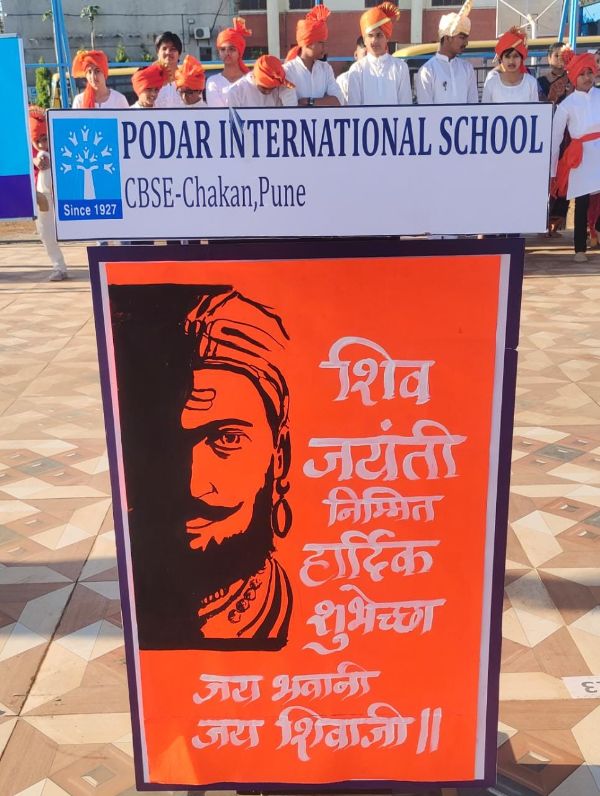 PODAR INTERNATIONAL SCHOOL
CBSE-Chakan,Pune
Since 1927
शिव
जयंती
निमित
हार्दिक
शुभेच्छा
जय भवानी
जय शिवाजी॥